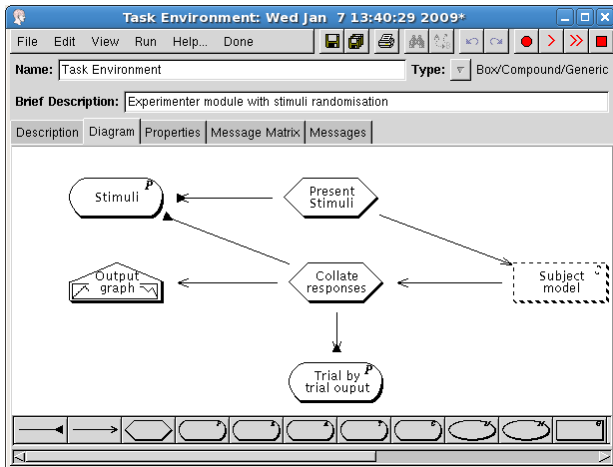 Task Environment: Wed Jan 7 13:40:29 2009*
File Edit View Run Help... Done
Name: Task Environment Type: Box/Compound/Generic
Brief Description: Experimenter module with stimuli randomisation
Description Diagram Properties Message Matrix Messages
Stimuli P
Present
Stimuli
Output
graph
Collate
responses
Subject
model
C
Trial by P
trial ouput